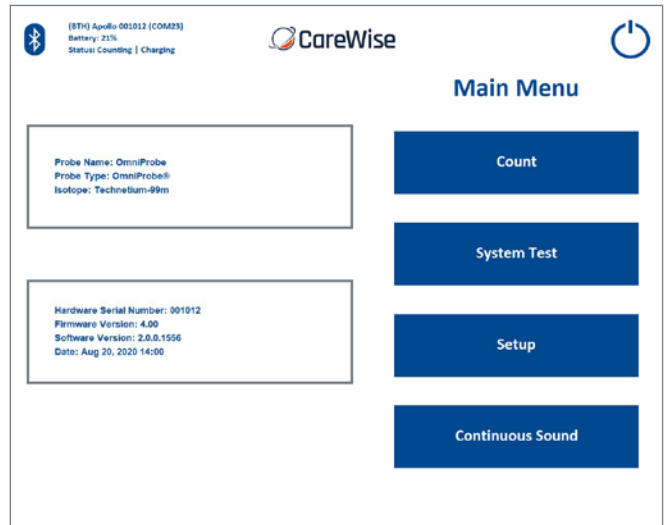 (BTH) Apollo 001012 (COM23)
Battery: 21%
Status: Counting | Charging
CareWise
Main Menu
Probe Name: OmniProbe
Probe Type: OmniProbe®
Isotope: Technetium-99m
Count
System Test
Hardware Serial Number: 001012
Firmware Version: 4.00
Software Version: 2.0.0.1556
Date: Aug 20, 2020 14:00
Setup
Continuous Sound